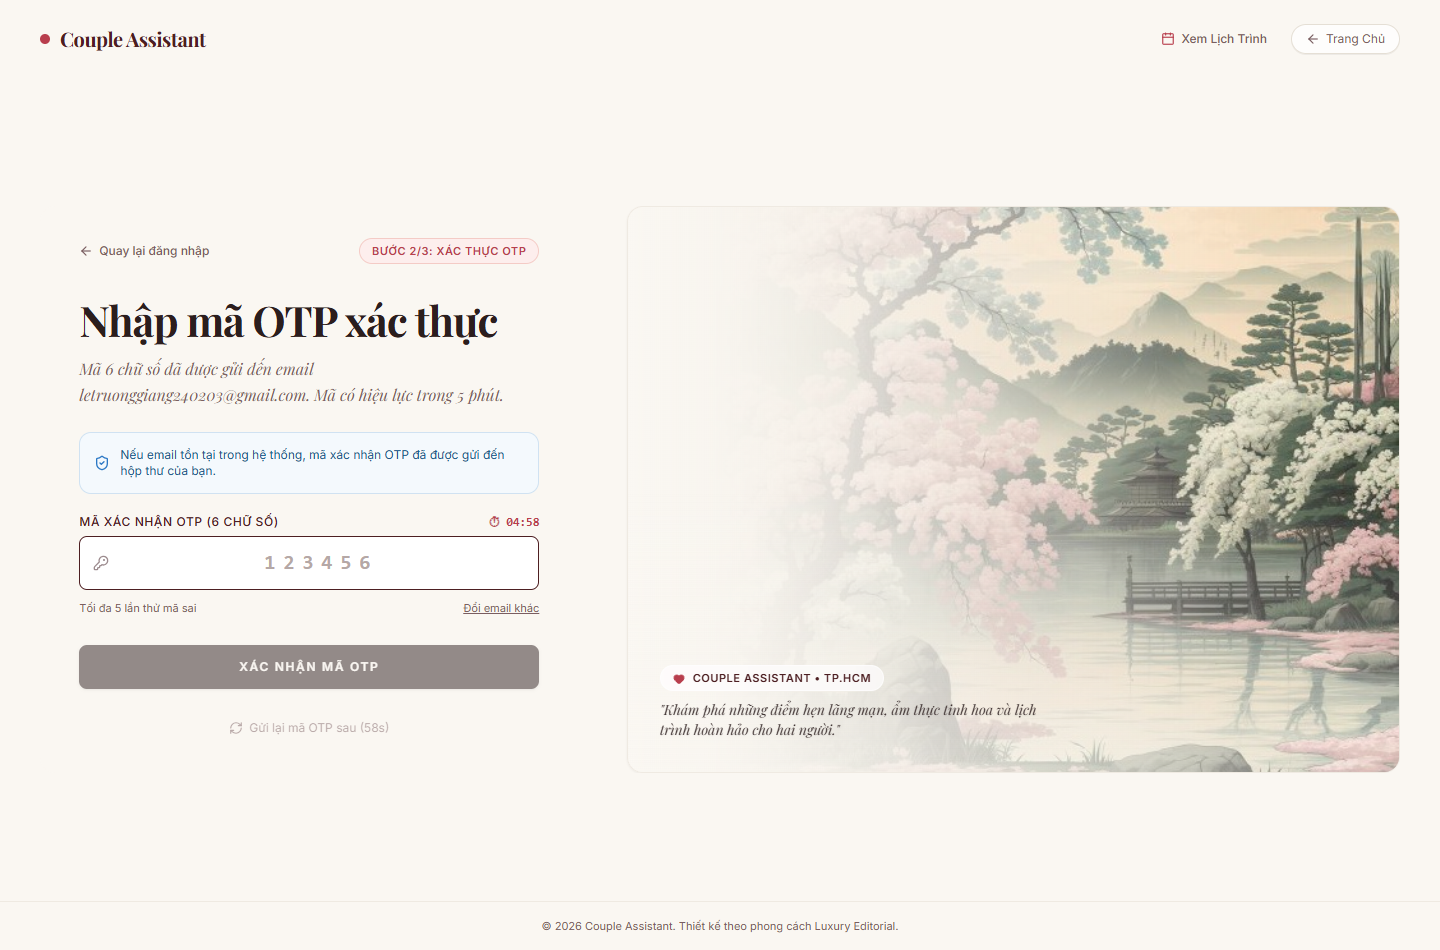 Couple Assistant
Xem Lịch Trình
Trang Chủ
Quay lại đăng nhập
BƯỚC 2/3: XÁC THỰC OTP
Nhập mã OTP xác thực
Mã 6 chữ số đã được gửi đến email
letruonggiang240203@gmail.com. Mã có hiệu lực trong 5 phút.
Nếu email tồn tại trong hệ thống, mã xác nhận OTP đã được gửi đến
hộp thư của bạn.
MÃ XÁC NHẬN OTP (6 CHỮ SỐ)
04:58
123456
Tối đa 5 lần thử mã sai
Đổi email khác
XÁC NHẬN MÃ OTP
Gửi lại mã OTP sau (58s)
COUPLE ASSISTANT • TP.HCM
"Khám phá những điểm hẹn lãng mạn, ẩm thực tinh hoa và lịch
trình hoàn hảo cho hai người."
© 2026 Couple Assistant. Thiết kế theo phong cách Luxury Editorial.